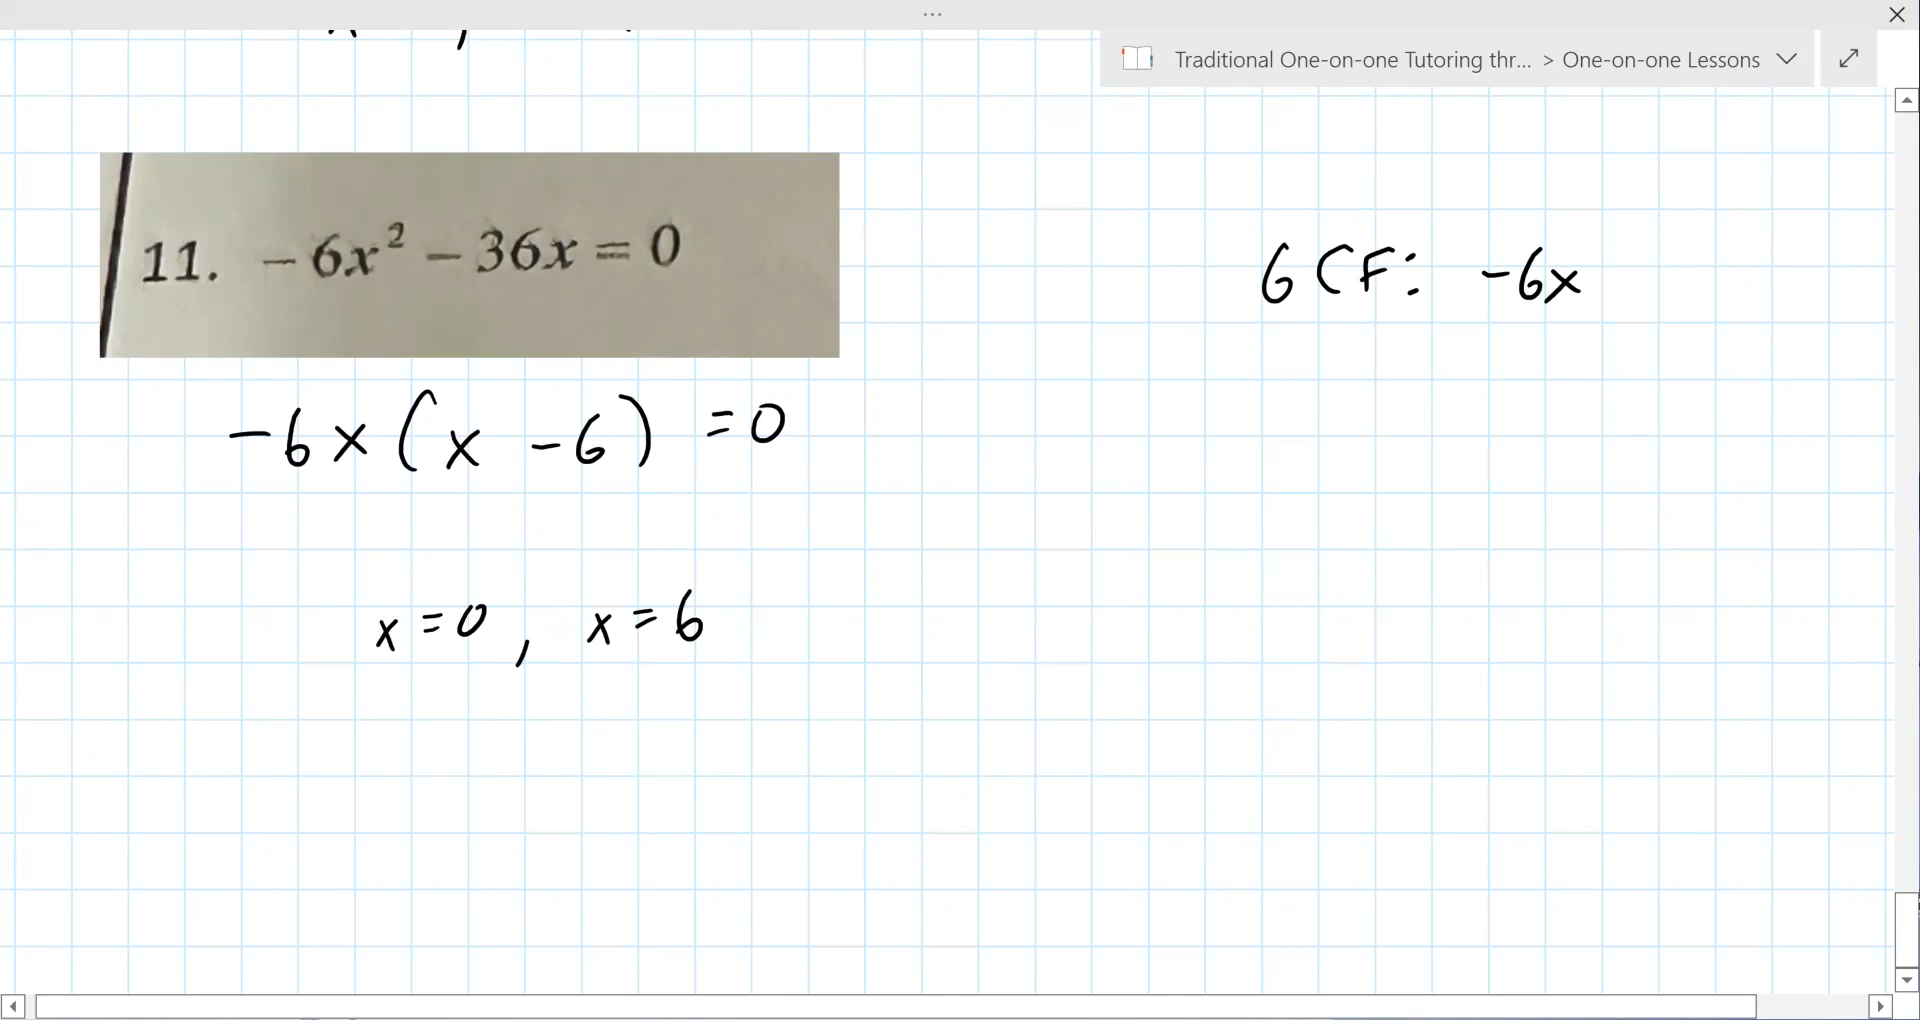 Traditional One-on-one Tutoring thr... > One-on-one Lessons
11. -6x² - 36x = 0
GCF: -6x
-6x(x -6) =0
x=0, x=6